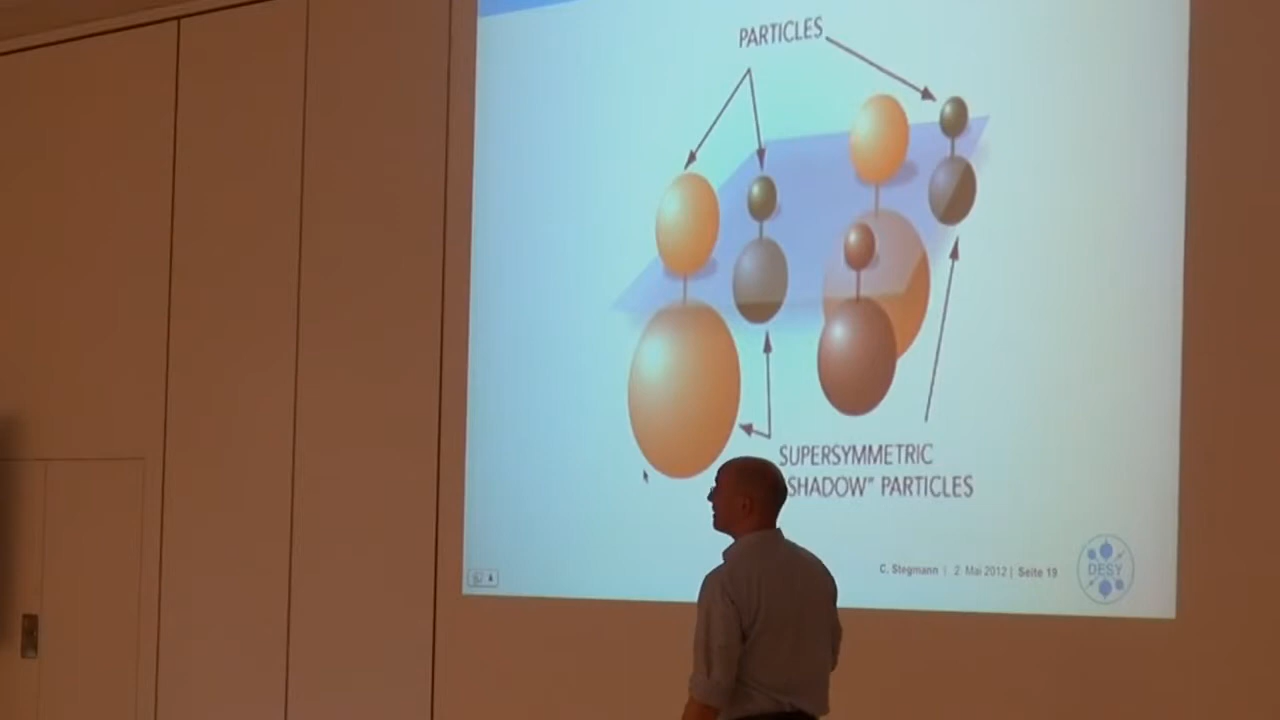 PARTICLES
SUPERSYMMETRIC
SHADOW" PARTICLES
C. Stegmann | 2. Mai 2012 | Seite 19
DESY